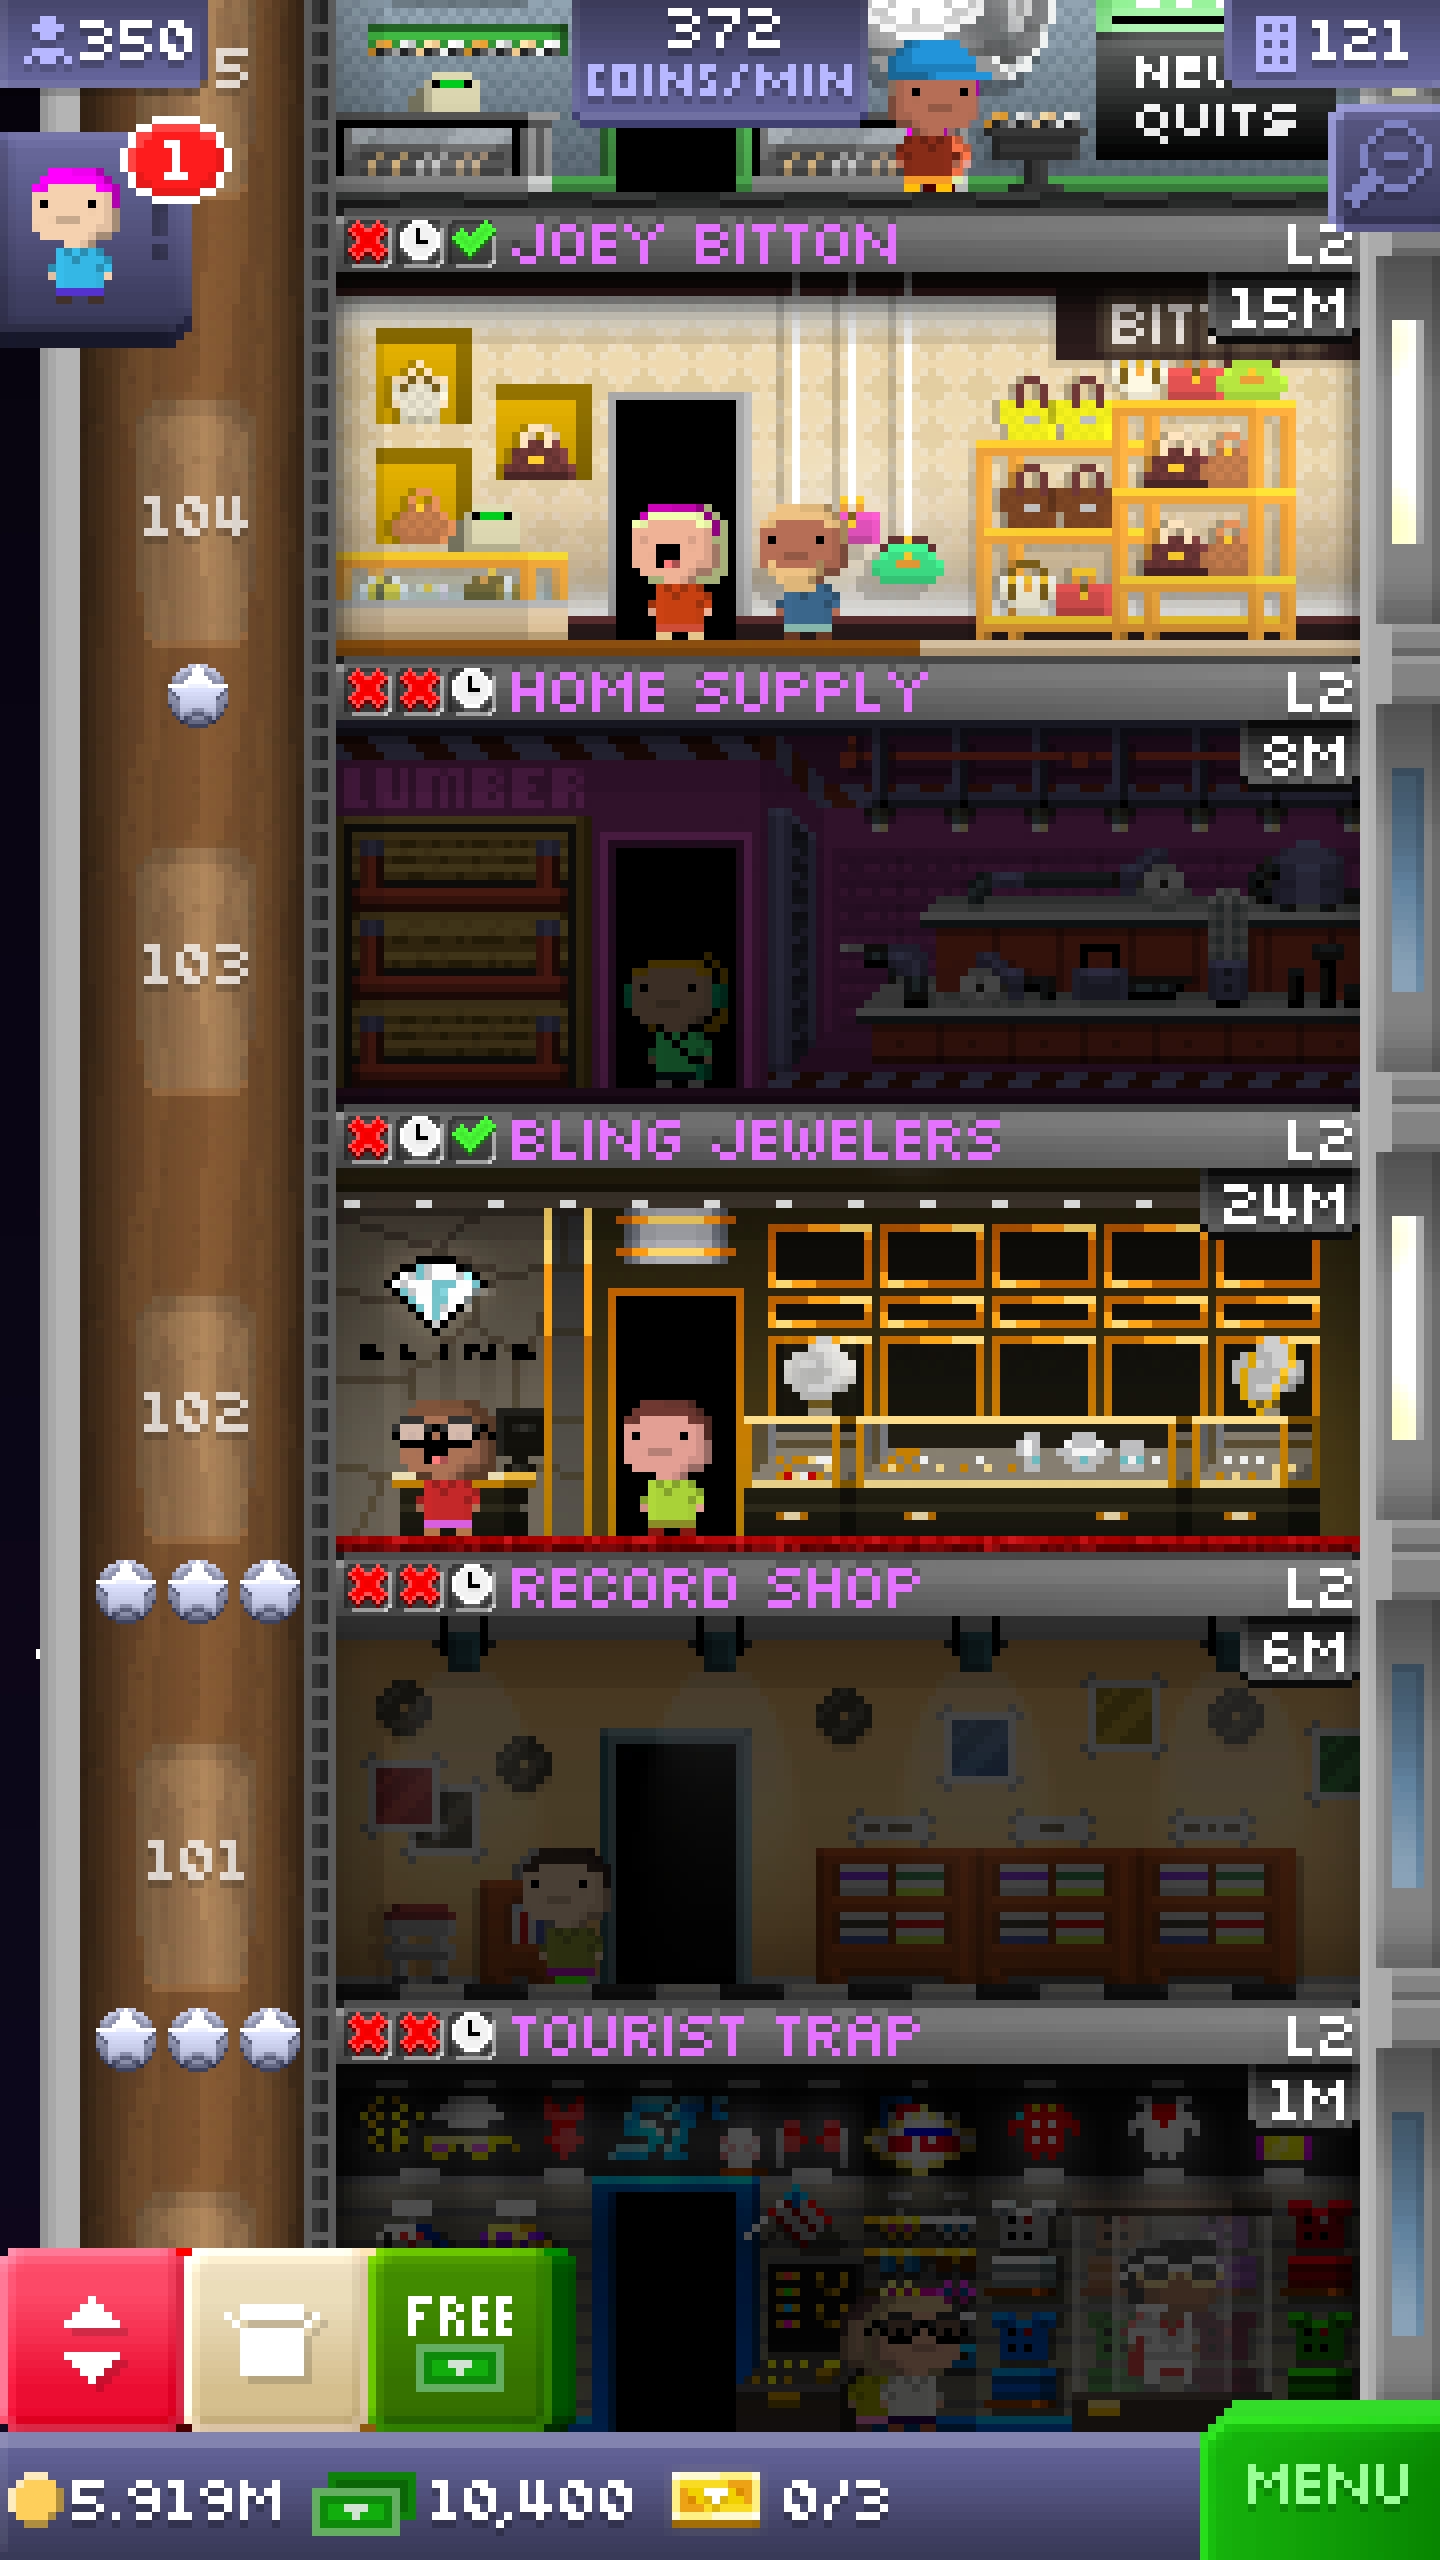 350
5
372
COINS/MIN
121
QUITS
1
JOEY BITTON
L2
15M
BIT
104
HOME SUPPLY
L2
8M
LUMBER
103
BLING JEWELERS
L2
24M
BLING
102
RECORD SHOP
L2
6M
101
TOURIST TRAP
L2
1M
SF
FREE
5.919M
10,400
0/3
MENU